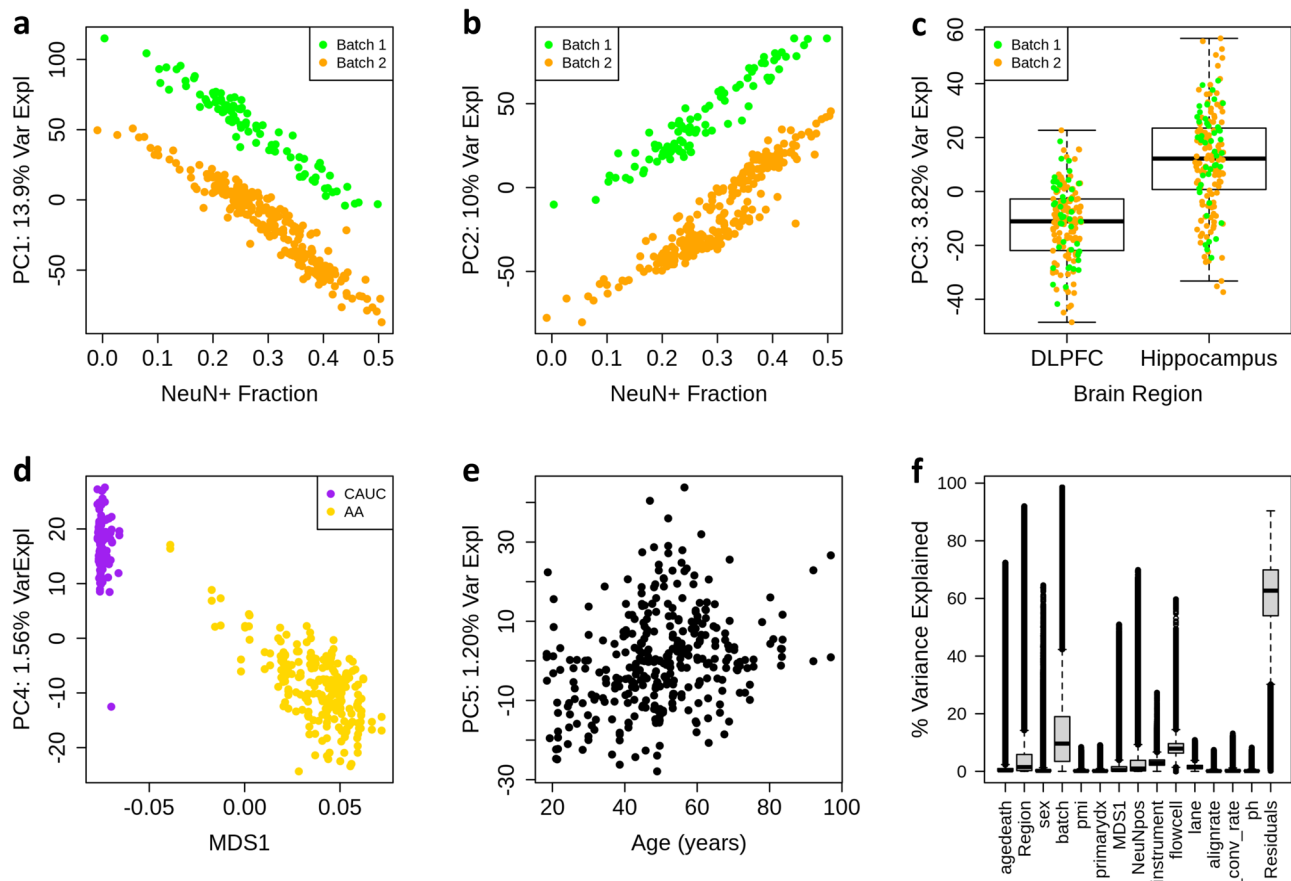 a
PC1: 13.9% Var Expl
100
50
0
-50
Batch 1
Batch 2
0.0 0.1 0.2 0.3 0.4 0.5
NeuN+ Fraction
b
PC2: 10% Var Expl
50
0
-50
Batch 1
Batch 2
0.0 0.1 0.2 0.3 0.4 0.5
NeuN+ Fraction
c
PC3: 3.82% Var Expl
60
40
20
0
-20
-40
Batch 1
Batch 2
DLPFC Hippocampus
Brain Region
d
PC4: 1.56% VarExpl
20
10
0
-10
-20
CAUC
AA
-0.05 0.00 0.05
MDS1
e
PC5: 1.20% Var Expl
30
10
-10
-30
20 40 60 80 100
Age (years)
f
% Variance Explained
100
80
60
40
20
0
agedeath
Region
sex
batch
pmi
primarydx
MDS1
NeuNpos
instrument
flowcell
lane
alignrate
_conv_rate
ph
Residuals